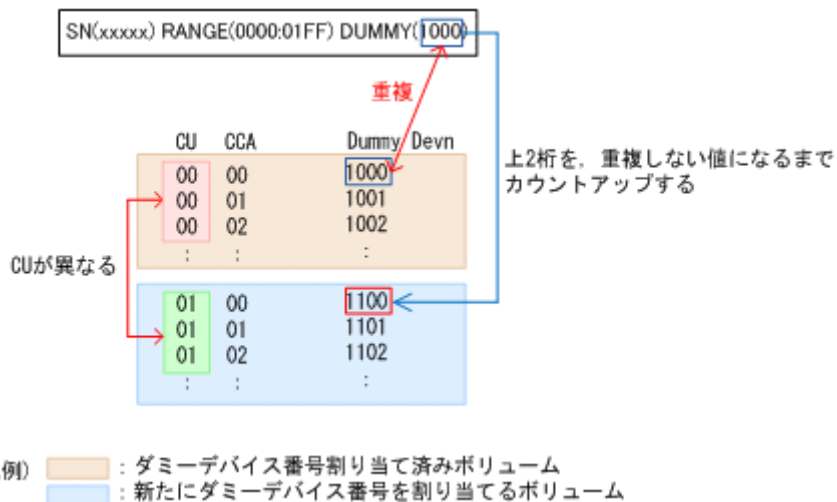 SN(xxxxx) RANGE(0000:01FF) DUMMY(1000)
重複
CU CCA Dummy Devn
00 00 1000
00 01 1001
00 02 1002
: : :
上2桁を，重複しない値になるまで
カウントアップする
CUが異なる
01 00 1100
01 01 1101
01 02 1102
: : :
例)
：ダミーデバイス番号割り当て済みボリューム
：新たにダミーデバイス番号を割り当てるボリューム